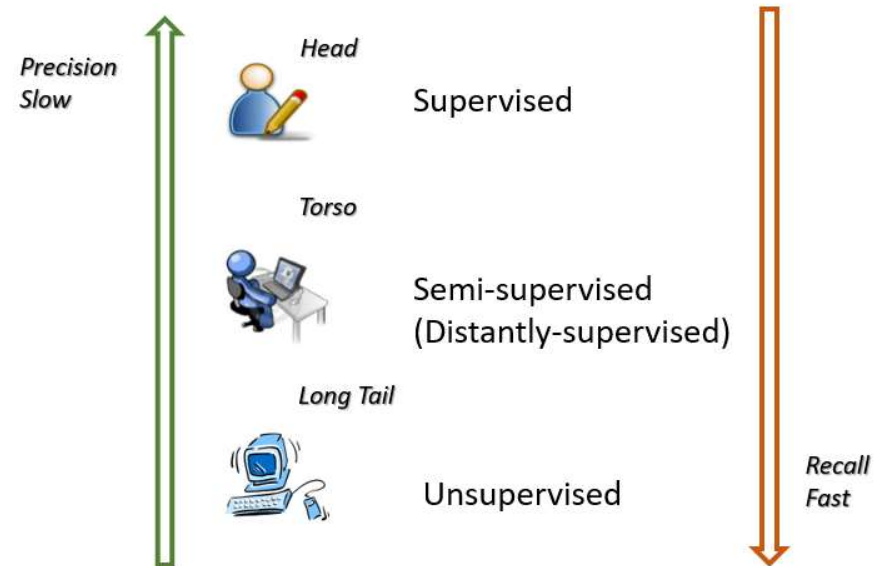 Head
Precision
Slow
Supervised
Torso
Semi-supervised
(Distantly-supervised)
Long Tail
Recall
Fast
Unsupervised